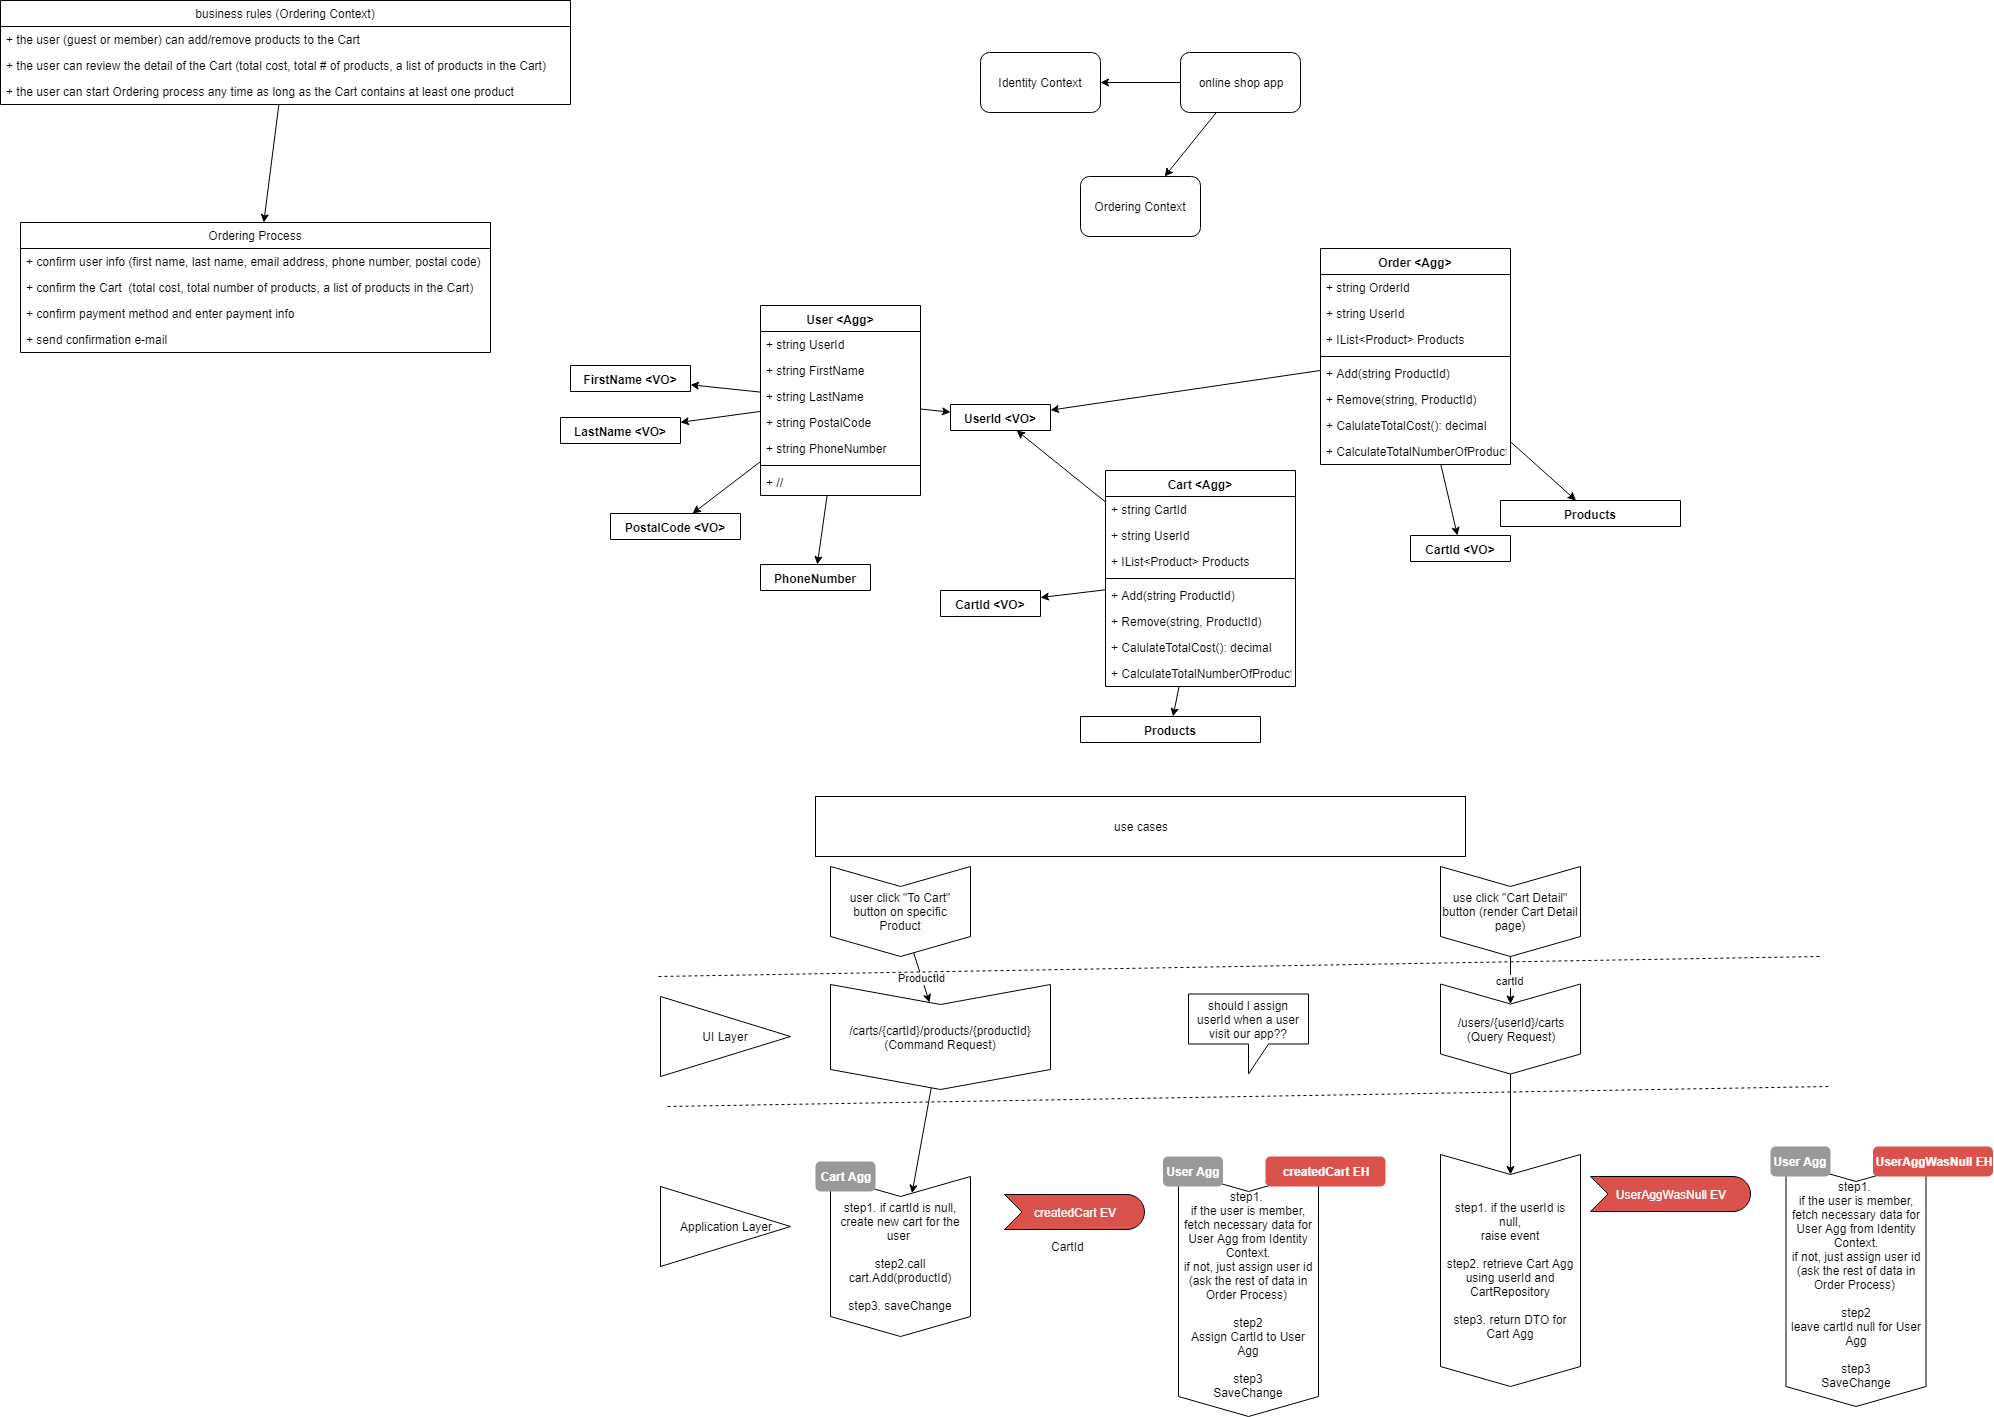 business rules (Ordering Context)
+ the user (guest or member) can add/remove products to the Cart
+ the user can review the detail of the Cart (total cost, total # of products, a list of products in the Cart)
+ the user can start Ordering process any time as long as the Cart contains at least one product
Ordering Process
+ confirm user info (first name, last name, email address, phone number, postal code)
+ confirm the Cart  (total cost, total number of products, a list of products in the Cart)
+ confirm payment method and enter payment info
+ send confirmation e-mail
Identity Context
online shop app
Ordering Context
User <Agg>
+ string UserId
+ string FirstName
+ string LastName
+ string PostalCode
+ string PhoneNumber
+ //
FirstName <VO>
LastName <VO>
PostalCode <VO>
PhoneNumber
UserId <VO>
Order <Agg>
+ string OrderId
+ string UserId
+ IList<Product> Products
+ Add(string ProductId)
+ Remove(string, ProductId)
+ CalulateTotalCost(): decimal
+ CalculateTotalNumberOfProduc
Products
CartId <VO>
Cart <Agg>
+ string CartId
+ string UserId
+ IList<Product> Products
+ Add(string ProductId)
+ Remove(string, ProductId)
+ CalulateTotalCost(): decimal
+ CalculateTotalNumberOfProduc
CartId <VO>
Products
use cases
user click "To Cart"
button on specific
Product
use click "Cart Detail"
button (render Cart Detail
page)
ProductId
cartId
UI Layer
/carts/{cartId}/products/{productId}
(Command Request)
should I assign
userId when a user
visit our app??
/users/{userId}/carts
(Query Request)
Application Layer
Cart Agg
step1. if cartId is null,
create new cart for the
user
step2.call
cart.Add(productId)
step3. saveChange
createdCart EV
CartId
User Agg
createdCart EH
step1.
if the user is member,
fetch necessary data for
User Agg from Identity
Context.
if not, just assign user id
(ask the rest of data in
Order Process)
step2
Assign CartId to User
Agg
step3
SaveChange
step1. if the userId is
null,
raise event
step2. retrieve Cart Agg
using userId and
CartRepository
step3. return DTO for
Cart Agg
UserAggWasNull EV
User Agg
UserAggWasNull EH
step1.
if the user is member,
fetch necessary data for
User Agg from Identity
Context.
if not, just assign user id
(ask the rest of data in
Order Process)
step2
leave cartId null for User
Agg
step3
SaveChange